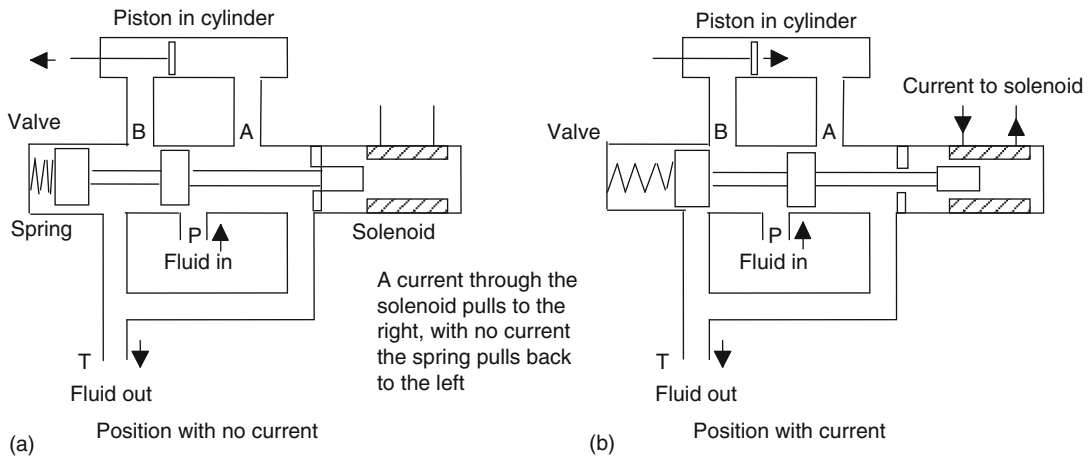 Piston in cylinder
B
A
Valve
Spring
P
Fluid in
Solenoid
T
Fluid out
(a)
Position with no current
A current through the
solenoid pulls to the
right, with no current
the spring pulls back
to the left
Piston in cylinder
Current to solenoid
Valve
B
A
P
Fluid in
T
Fluid out
(b)
Position with current